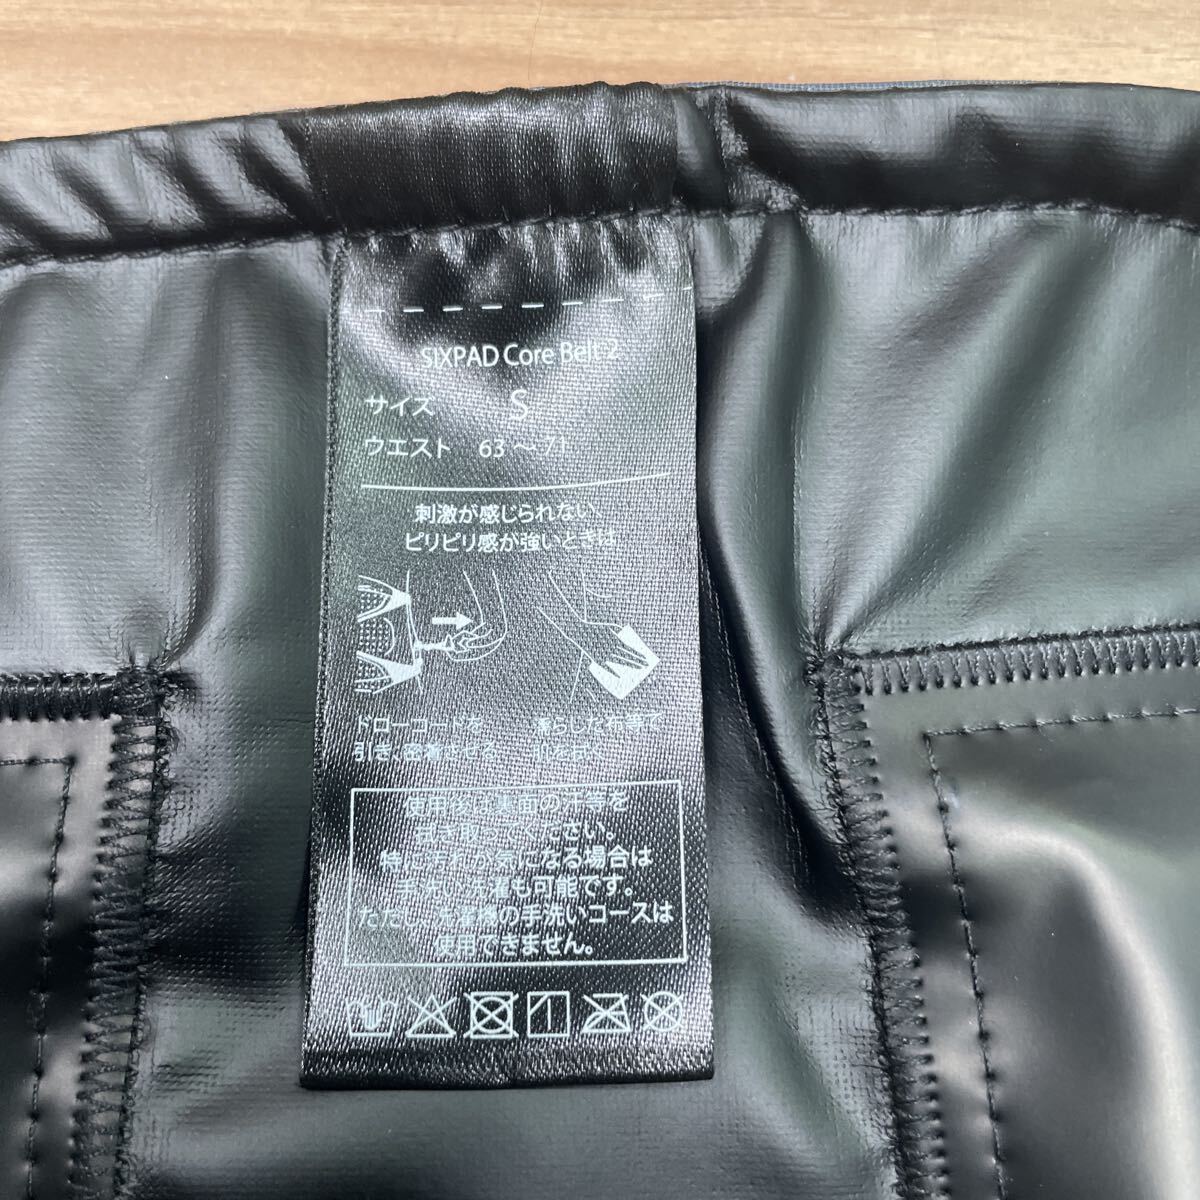 SIXPAD Core Belt 2
サイズ S
ウエスト 63～71
刺激が感じられない、
ピリピリ感が強いときは
ドローコードを
引き、密着させる
濡らした布等で
肌をふく
使用後は裏面の汗等を
拭き取ってください。
特に汚れが気になる場合は
手洗い洗濯も可能です。
ただし、洗濯機の手洗いコースは
使用できません。